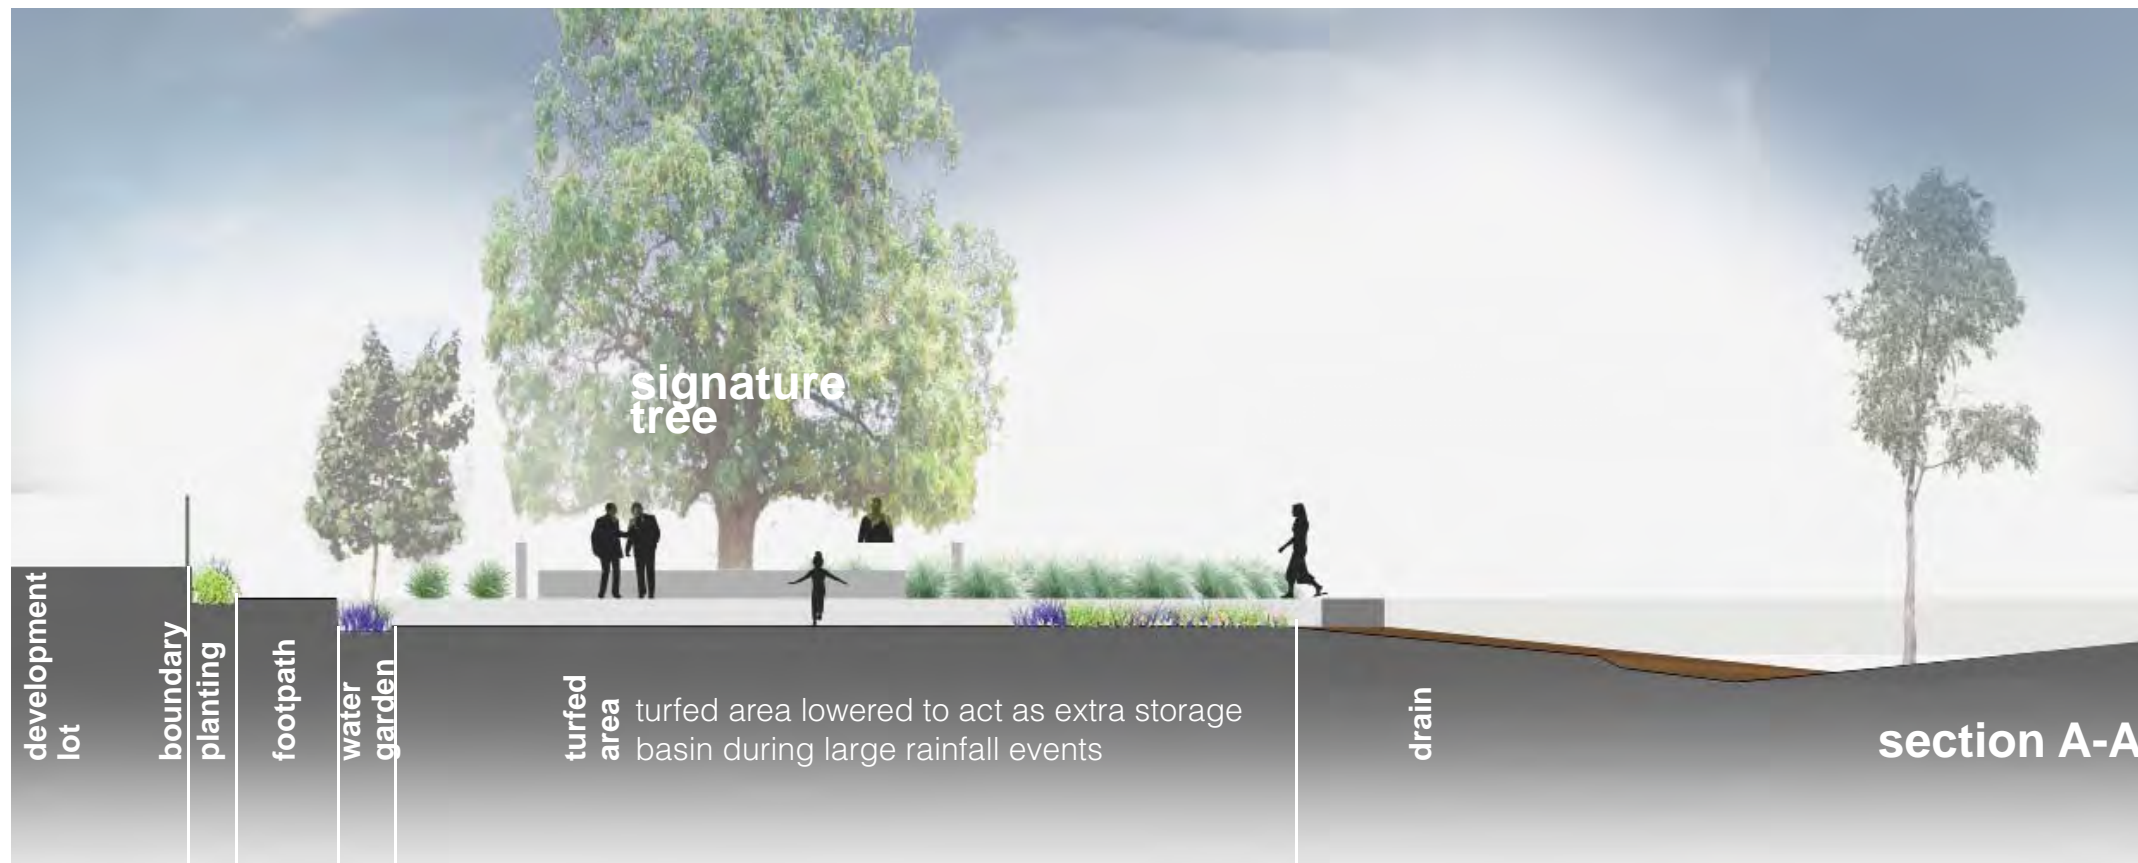 signature
tree
development
lot
boundary
planting
footpath
water
garden
turfed
area
turfed area lowered to act as extra storage
basin during large rainfall events
drain
section A-A